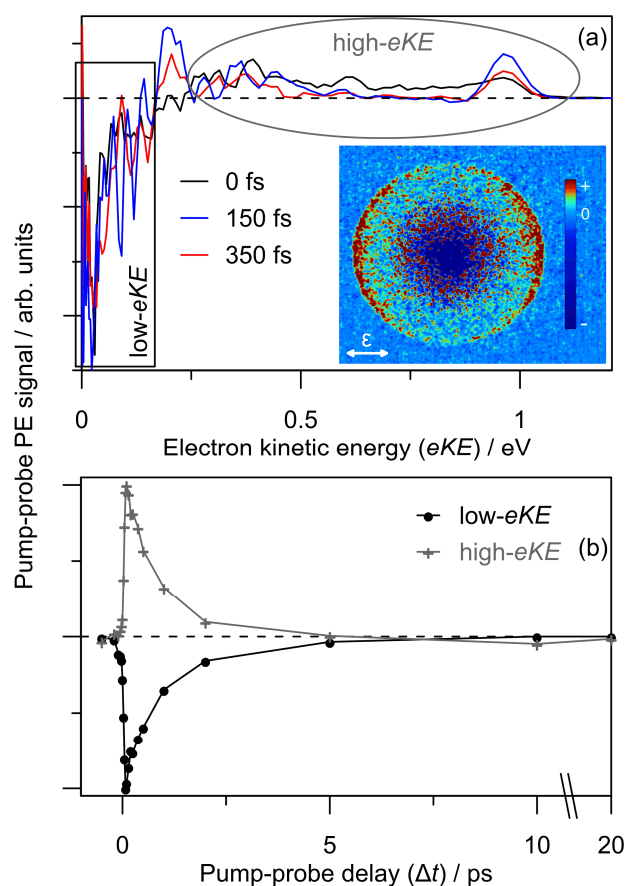 (a)
high-eKE
0 fs
150 fs
350 fs
low-eKE
+
0
-
ε
0
0.5
1
Electron kinetic energy (eKE) / eV
Pump-probe PE signal / arb. units
low-eKE
high-eKE
(b)
0
5
10
20
Pump-probe delay (Δt) / ps